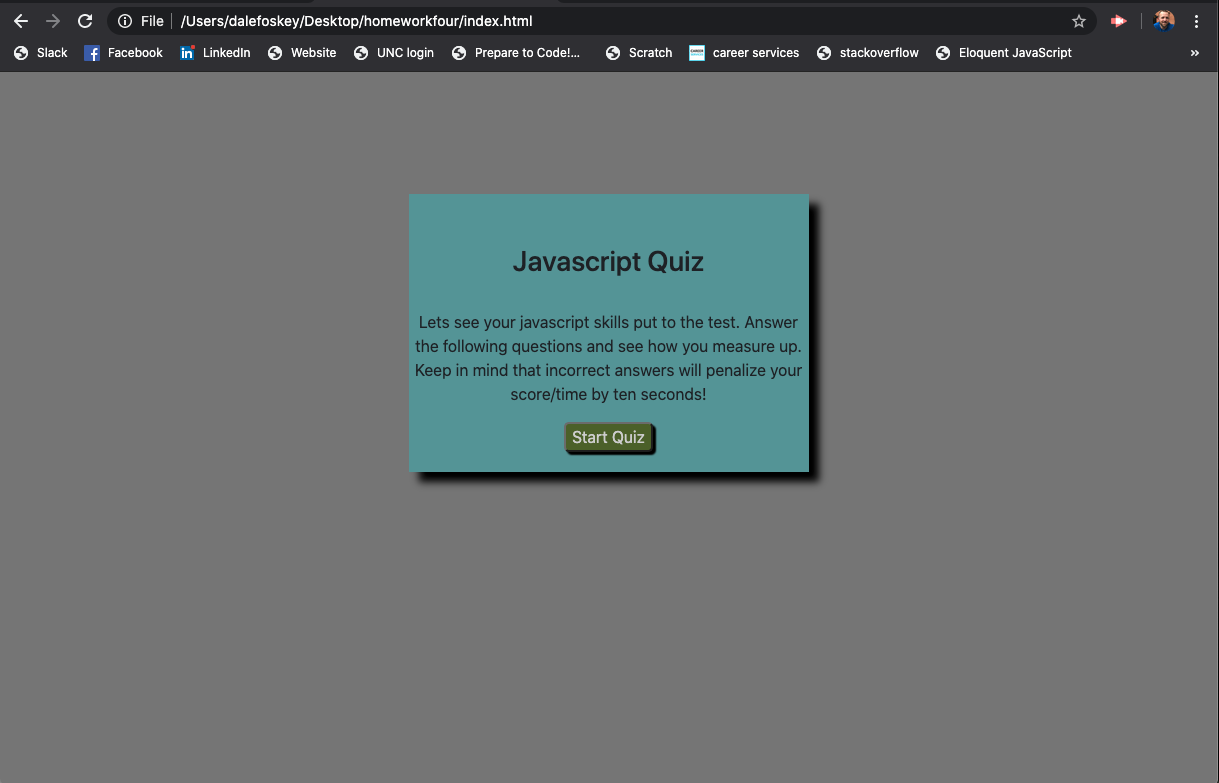 File /Users/dalefoskey/Desktop/homeworkfour/index.html
Slack Facebook LinkedIn Website UNC login Prepare to Code!... Scratch career services stackoverflow Eloquent JavaScript »
Javascript Quiz
Lets see your javascript skills put to the test. Answer
the following questions and see how you measure up.
Keep in mind that incorrect answers will penalize your
score/time by ten seconds!
Start Quiz